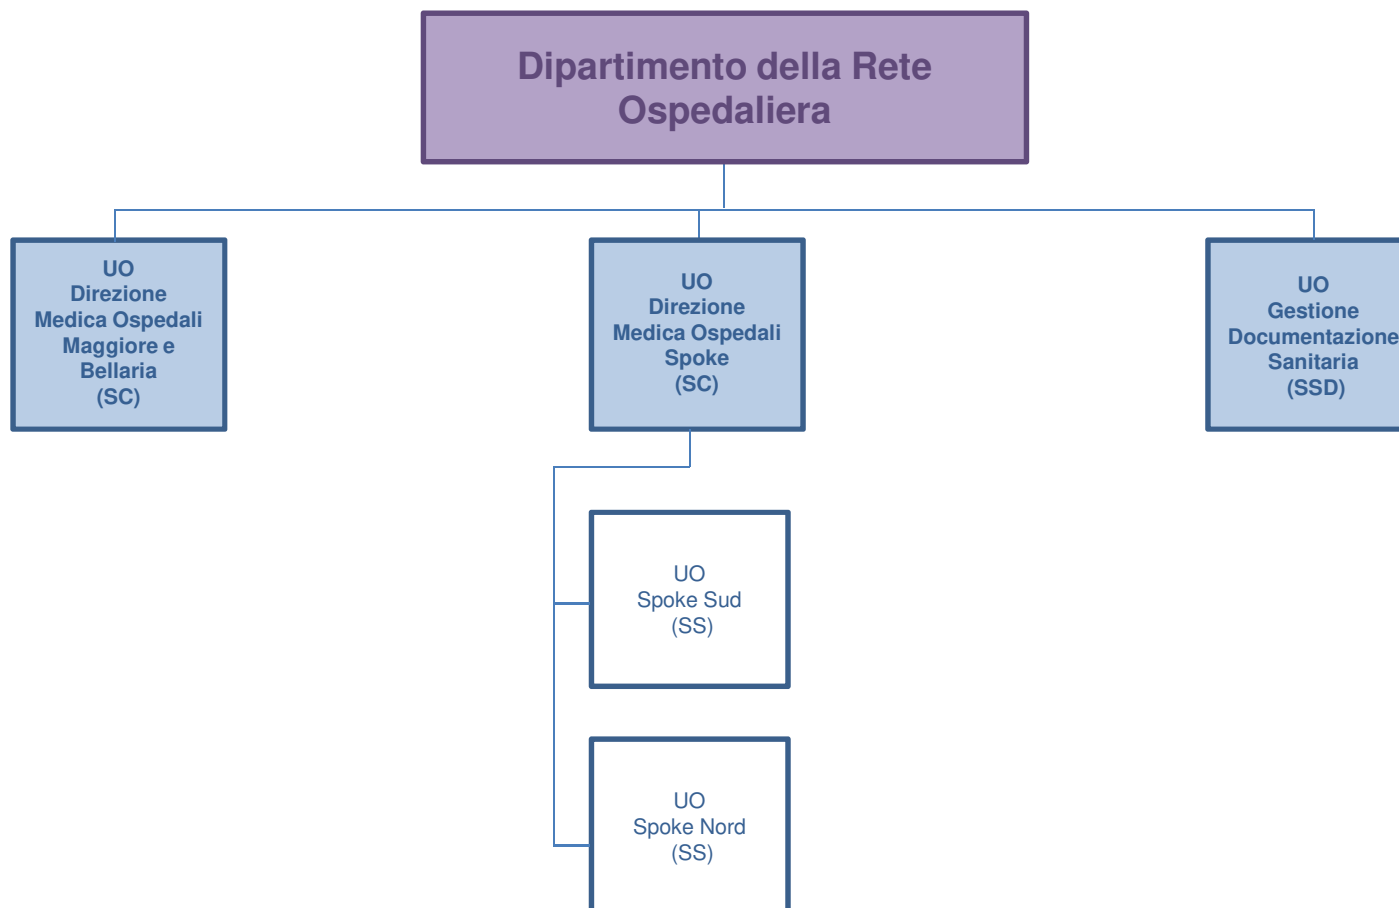 Dipartimento della Rete
Ospedaliera
UO
Direzione
Medica Ospedali
Maggiore e
Bellaria
(SC)
UO
Direzione
Medica Ospedali
Spoke
(SC)
UO
Gestione
Documentazione
Sanitaria
(SSD)
UO
Spoke Sud
(SS)
UO
Spoke Nord
(SS)